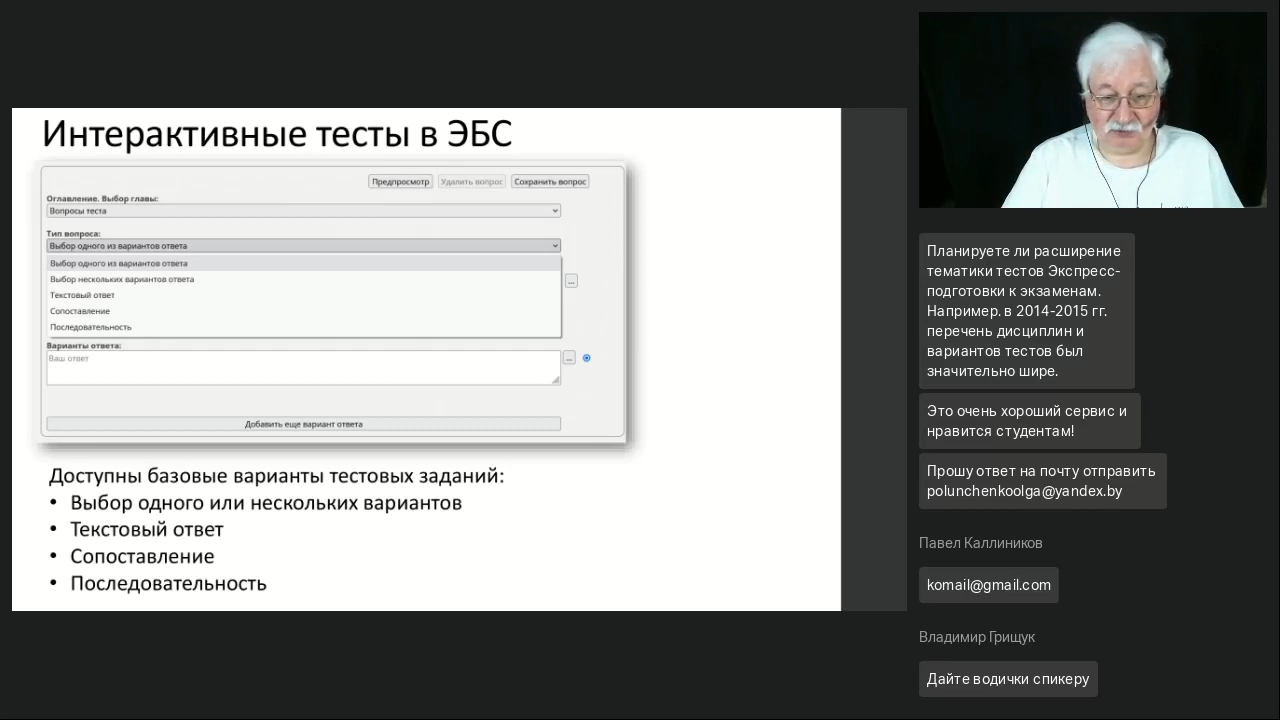 Интерактивные тесты в ЭБС
Предпросмотр Удалить вопрос Сохранить вопрос
Оглавление. Выбор главы:
Вопросы теста
Тип вопроса:
Выбор одного из вариантов ответа
Выбор одного из вариантов ответа
Выбор нескольких вариантов ответа
...
Текстовый ответ
Сопоставление
Последовательность
Варианты ответа:
Ваш ответ ...
Добавить еще вариант ответа
Доступны базовые варианты тестовых заданий:
• Выбор одного или нескольких вариантов
• Текстовый ответ
• Сопоставление
• Последовательность
Планируете ли расширение
тематики тестов Экспресс-
подготовки к экзаменам.
Например. в 2014-2015 гг.
перечень дисциплин и
вариантов тестов был
значительно шире.
Это очень хороший сервис и
нравится студентам!
Прошу ответ на почту отправить
polunchenkoolga@yandex.by
Павел Каллиников
komail@gmail.com
Владимир Грищук
Дайте водички спикеру